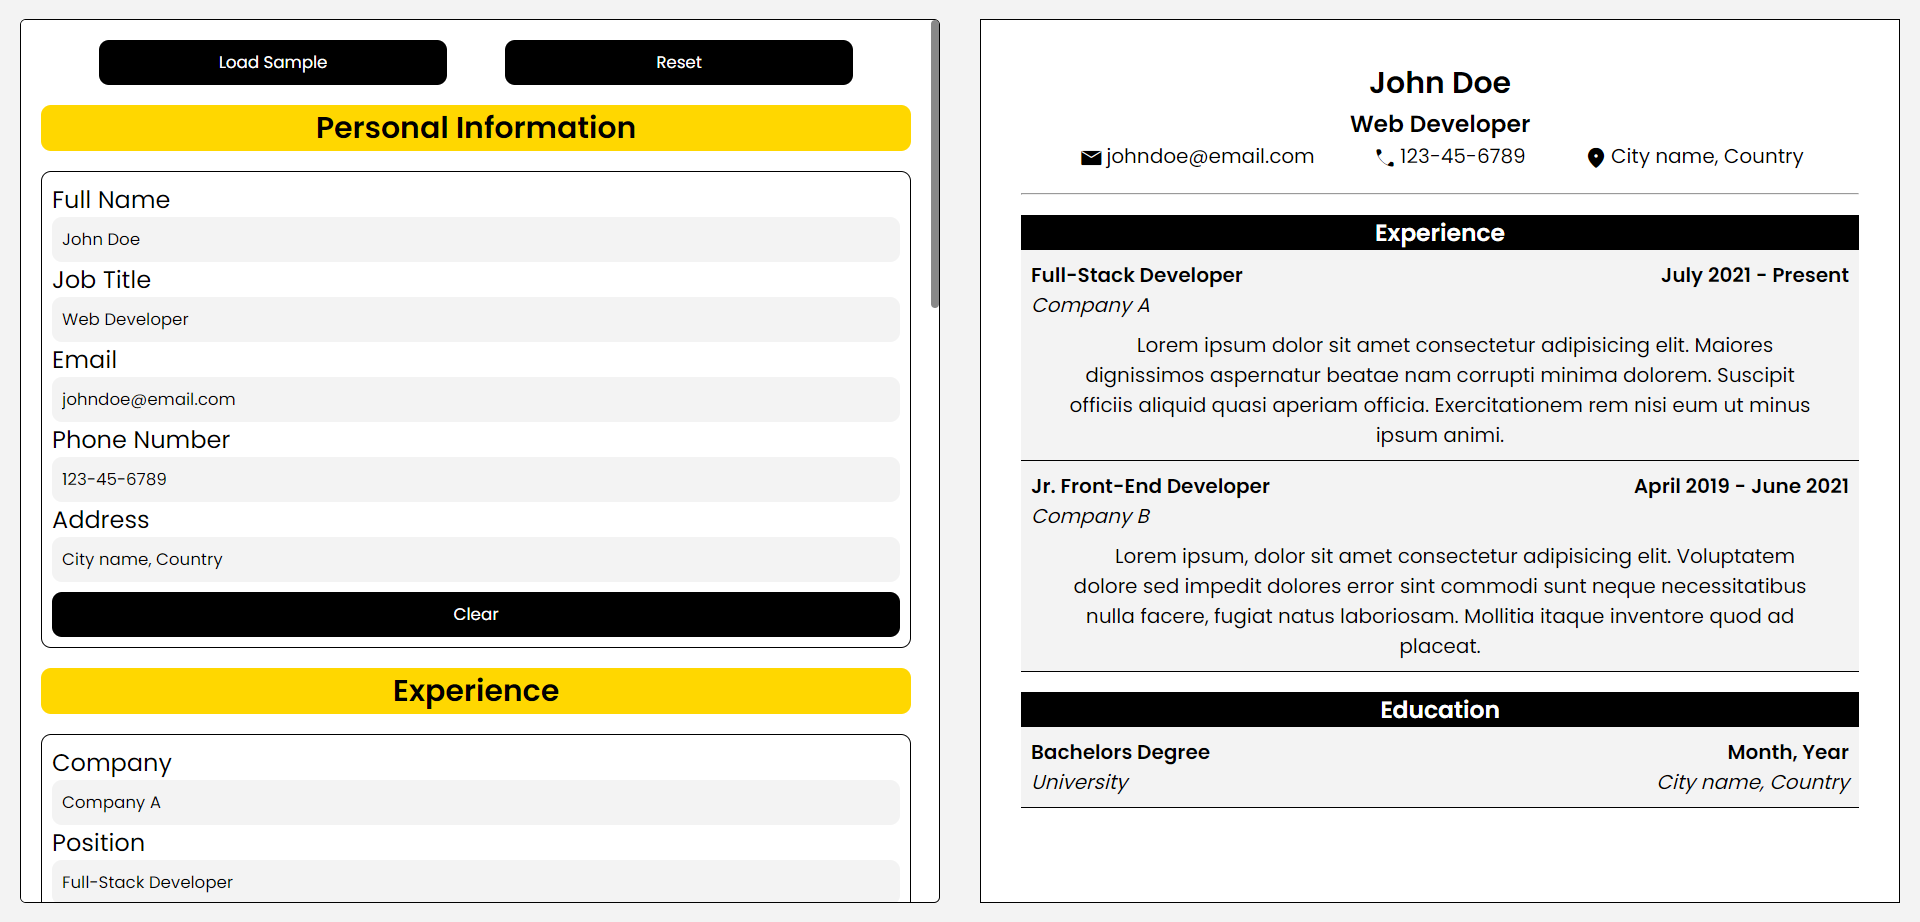 Load Sample
Reset
Personal Information
Full Name
John Doe
Job Title
Web Developer
Email
johndoe@email.com
Phone Number
123-45-6789
Address
City name, Country
Clear
Experience
Company
Company A
Position
Full-Stack Developer
John Doe
Web Developer
johndoe@email.com 123-45-6789 City name, Country
Experience
Full-Stack Developer July 2021 - Present
Company A
Lorem ipsum dolor sit amet consectetur adipisicing elit. Maiores
dignissimos aspernatur beatae nam corrupti minima dolorem. Suscipit
officiis aliquid quasi aperiam officia. Exercitationem rem nisi eum ut minus
ipsum animi.
Jr. Front-End Developer April 2019 - June 2021
Company B
Lorem ipsum, dolor sit amet consectetur adipisicing elit. Voluptatem
dolore sed impedit dolores error sint commodi sunt neque necessitatibus
nulla facere, fugiat natus laboriosam. Mollitia itaque inventore quod ad
placeat.
Education
Bachelors Degree Month, Year
University City name, Country